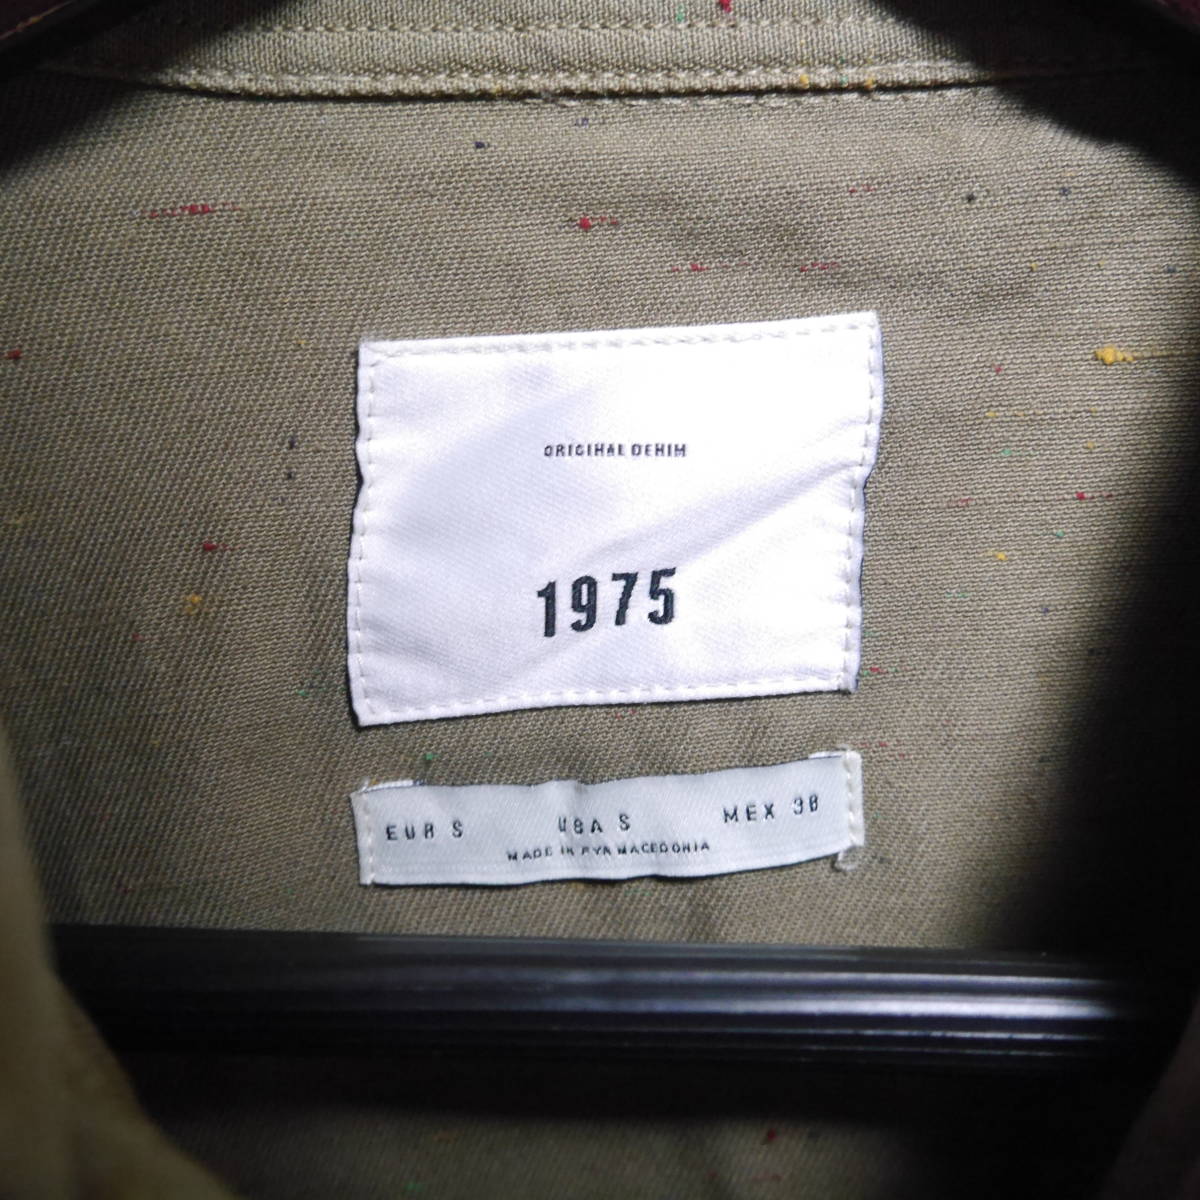 ORIGINAL DENIM
1975
EUR S USA S MEX 38
MADE IN FYR MACEDONIA